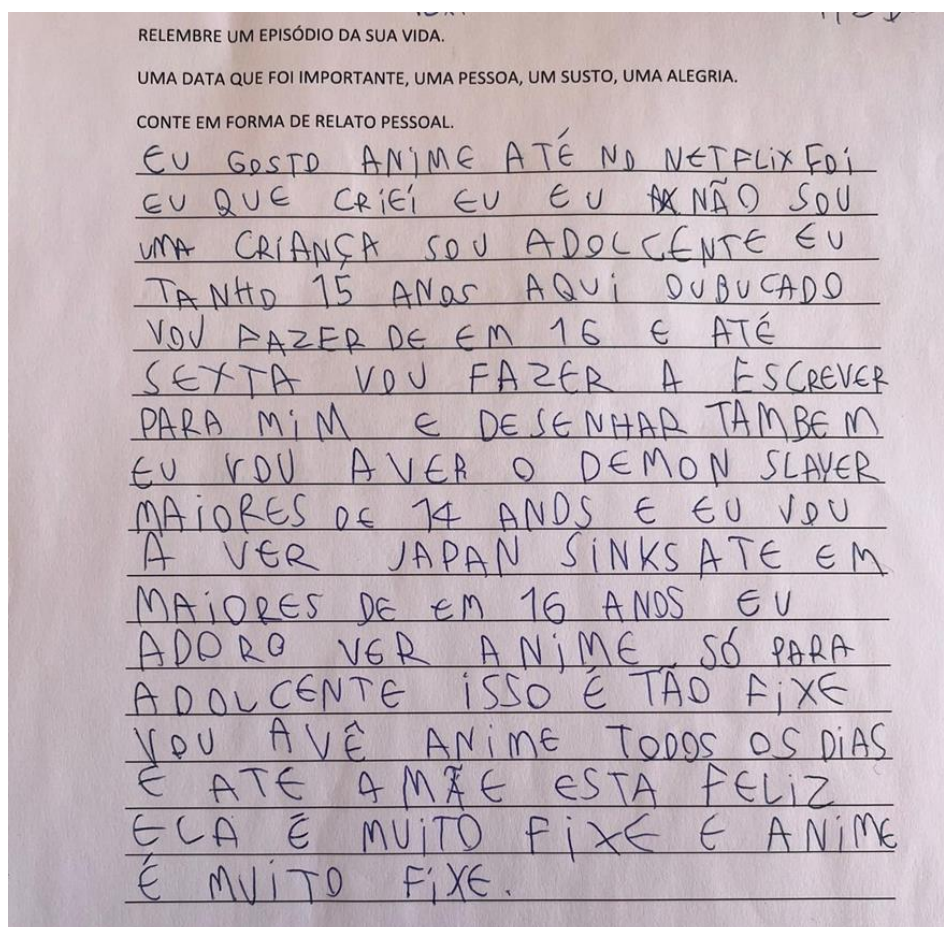 RELEMBRE UM EPISÓDIO DA SUA VIDA.
UMA DATA QUE FOI IMPORTANTE, UMA PESSOA, UM SUSTO, UMA ALEGRIA.
CONTE EM FORMA DE RELATO PESSOAL.
EU GOSTO ANIME ATÉ NO NETFLIX FOI
EU QUE CRIEÍ EU EU NÃO SOU
UMA CRIANÇA SOU ADOLCENTE EU
TANHO 15 ANOS AQUI OUBUCADO
VOU FAZER DE EM 16 E ATÉ
SEXTA VOU FAZER A ESCREVER
PARA MIM E DESENHAR TAMBEM
EU VOU A VER O DEMON SLAYER
MAIORES DE 14 ANOS E EU VOU
A VER JAPAN SINKS ATE EM
MAIORES DE EM 16 ANOS EU
ADORO VER ANIME SÓ PARA
ADOLCENTE ISSO É TÃO FIXE
VOU AVÊ ANIME TODOS OS DIAS
E ATE A MÃE ESTA FELIZ
ELA É MUITO FIXE E ANIME
É MUITO FIXE.